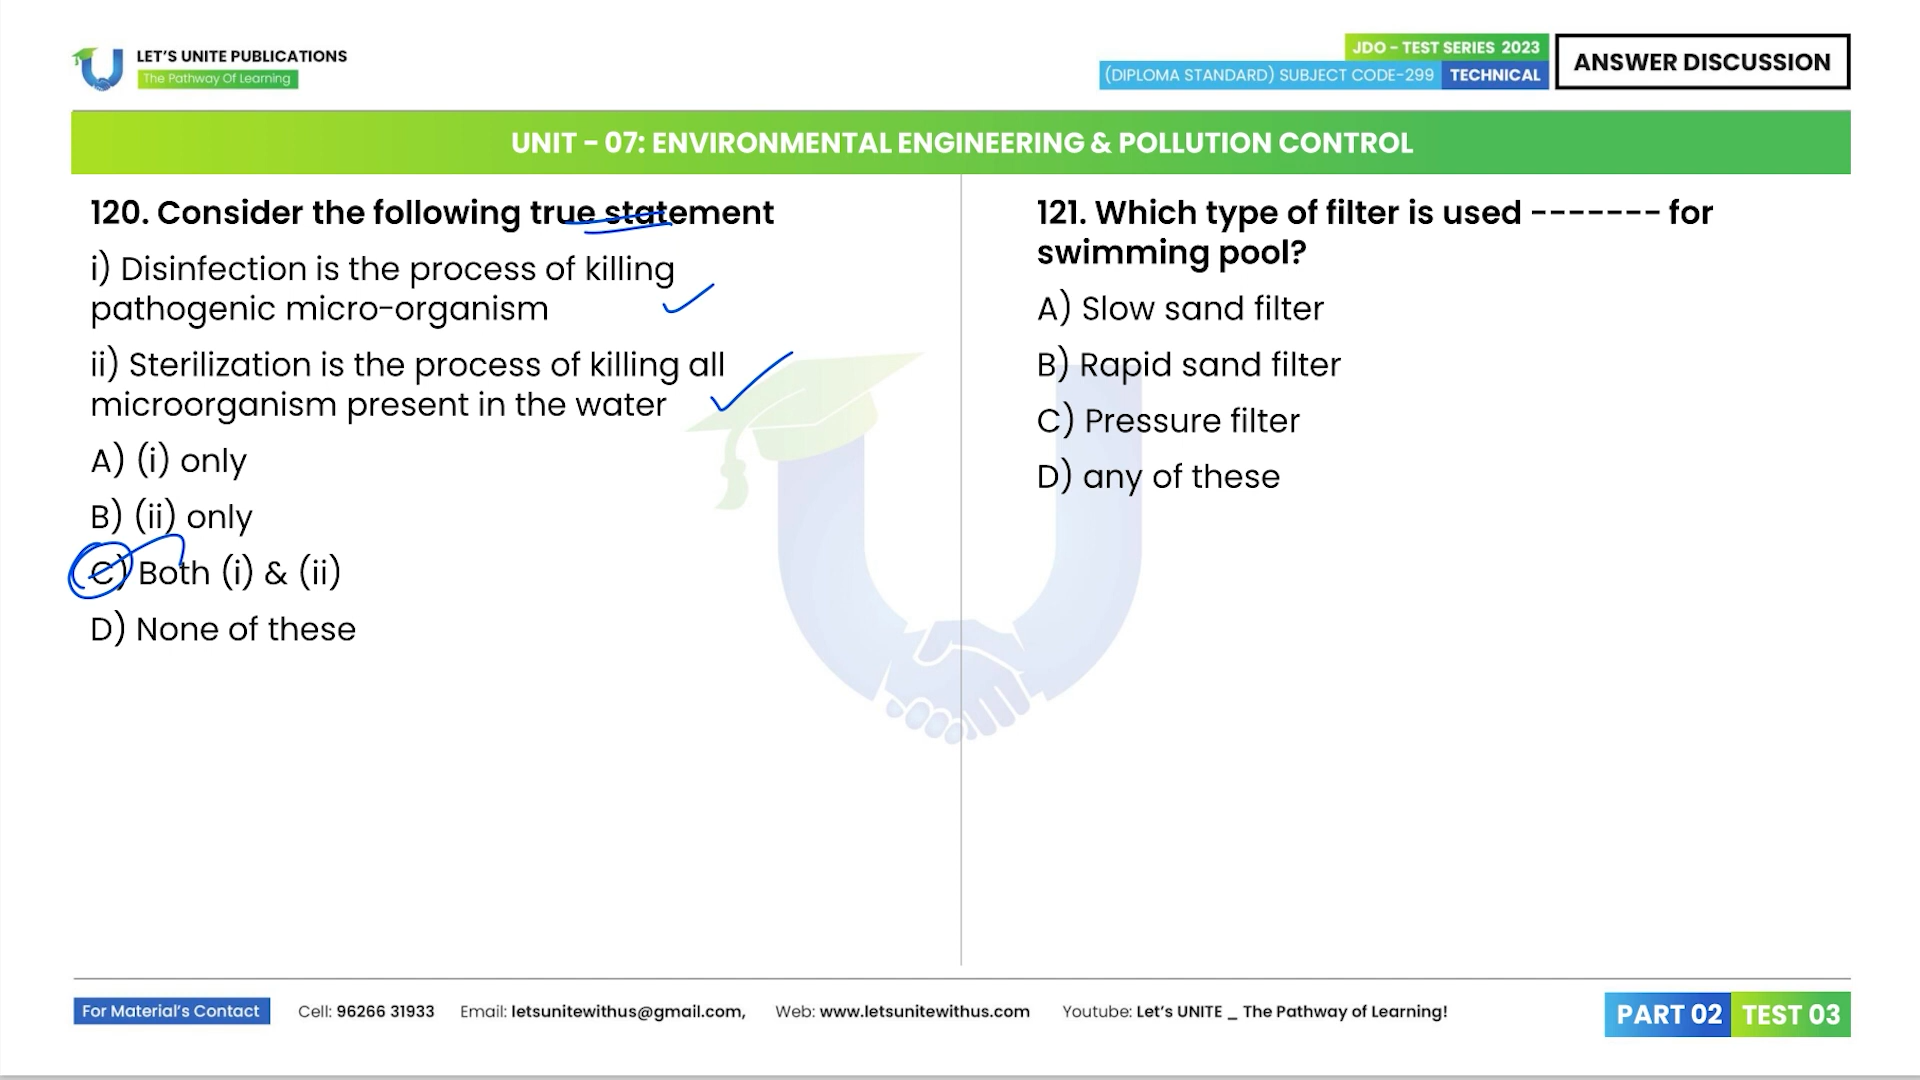 LET'S UNITE PUBLICATIONS
The Pathway Of Learning
JDO - TEST SERIES 2023
(DIPLOMA STANDARD) SUBJECT CODE-299 TECHNICAL
ANSWER DISCUSSION
UNIT - 07: ENVIRONMENTAL ENGINEERING & POLLUTION CONTROL
120. Consider the following true statement
i) Disinfection is the process of killing
pathogenic micro-organism
ii) Sterilization is the process of killing all
microorganism present in the water
A) (i) only
B) (ii) only
C) Both (i) & (ii)
D) None of these
121. Which type of filter is used ------- for
swimming pool?
A) Slow sand filter
B) Rapid sand filter
C) Pressure filter
D) any of these
For Material's Contact Cell: 96266 31933 Email: letsunitewithus@gmail.com, Web: www.letsunitewithus.com Youtube: Let's UNITE _ The Pathway of Learning!
PART 02 TEST 03